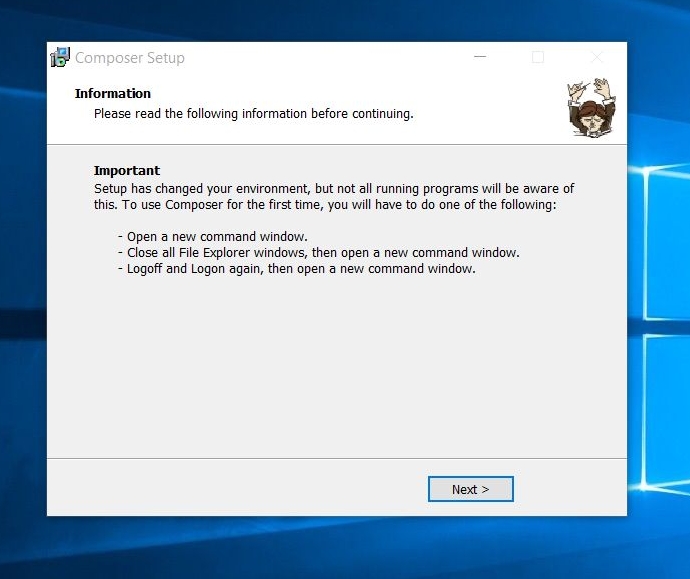 Composer Setup
Information
Please read the following information before continuing.
Important
Setup has changed your environment, but not all running programs will be aware of
this. To use Composer for the first time, you will have to do one of the following:
- Open a new command window.
- Close all File Explorer windows, then open a new command window.
- Logoff and Logon again, then open a new command window.
Next >